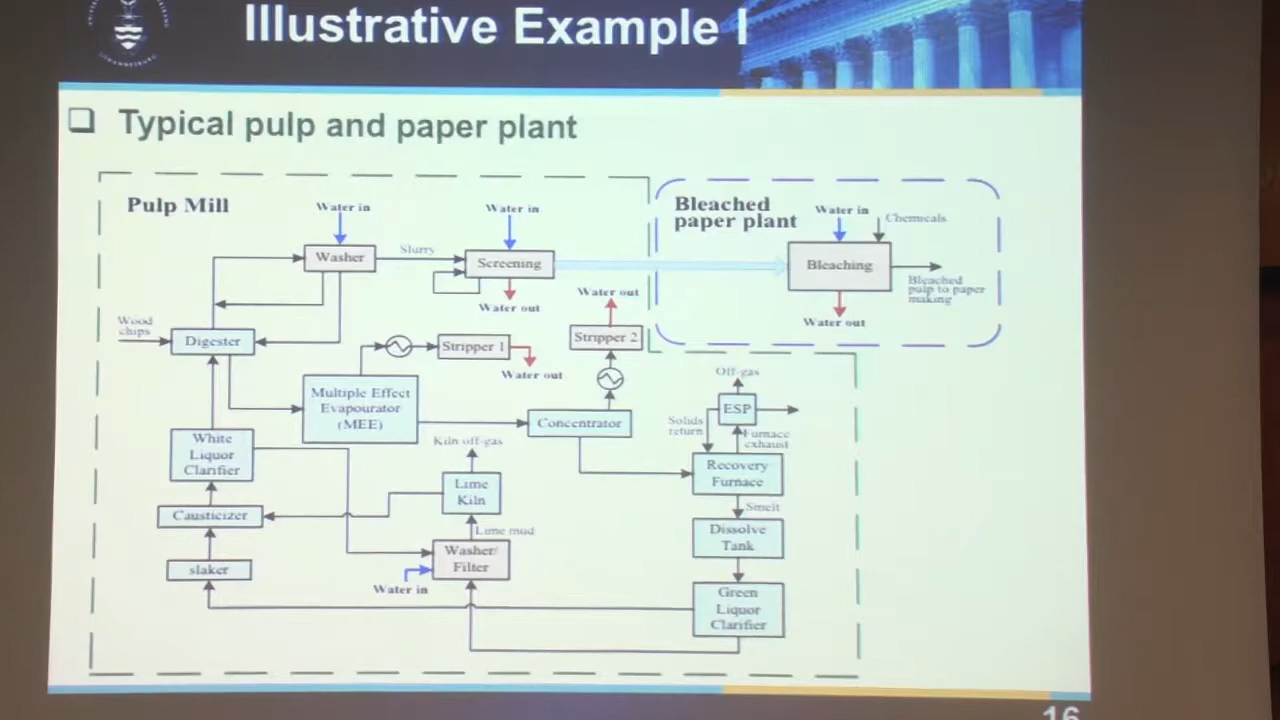 Illustrative Example I
Typical pulp and paper plant
Pulp Mill
Water in
Water in
Bleached
paper plant
Water in
Chemicals
Washer
Slurry
Screening
Bleaching
Bleached
pulp to paper
making
Water out
Water out
Water out
Wood
chips
Digester
Stripper 1
Stripper 2
Water out
Off-gas
Multiple Effect
Evapourator
(MEE)
Concentrator
ESP
Solids
return
Furnace
exhaust
Kiln off-gas
White
Liquor
Clarifier
Recovery
Furnace
Lime
Kiln
Smelt
Causticizer
Lime mud
Dissolve
Tank
Washer/
Filter
slaker
Water in
Green
Liquor
Clarifier
16